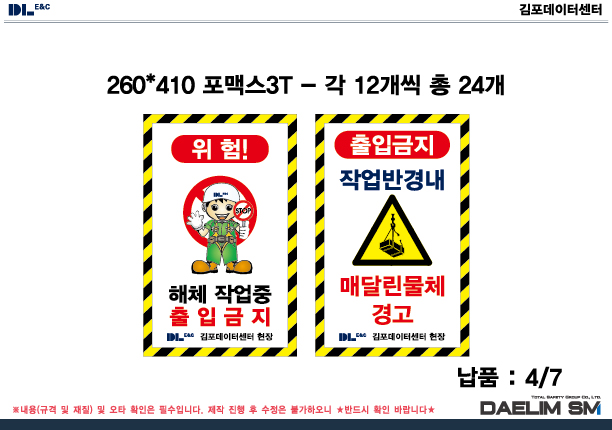 DL E&C
김포데이터센터
260*410 포맥스3T - 각 12개씩 총 24개
위 험!
STOP
해체 작업중
출 입 금 지
DL E&C 김포데이터센터 현장
출입금지
작업반경내
매달린물체
경고
DL E&C 김포데이터센터 현장
납품 : 4/7
※내용(규격 및 재질) 및 오타 확인은 필수입니다. 제작 진행 후 수정은 불가하오니 ★반드시 확인 바랍니다★
TOTAL SAFETY GROUP CO., LTD.
DAELIM SM